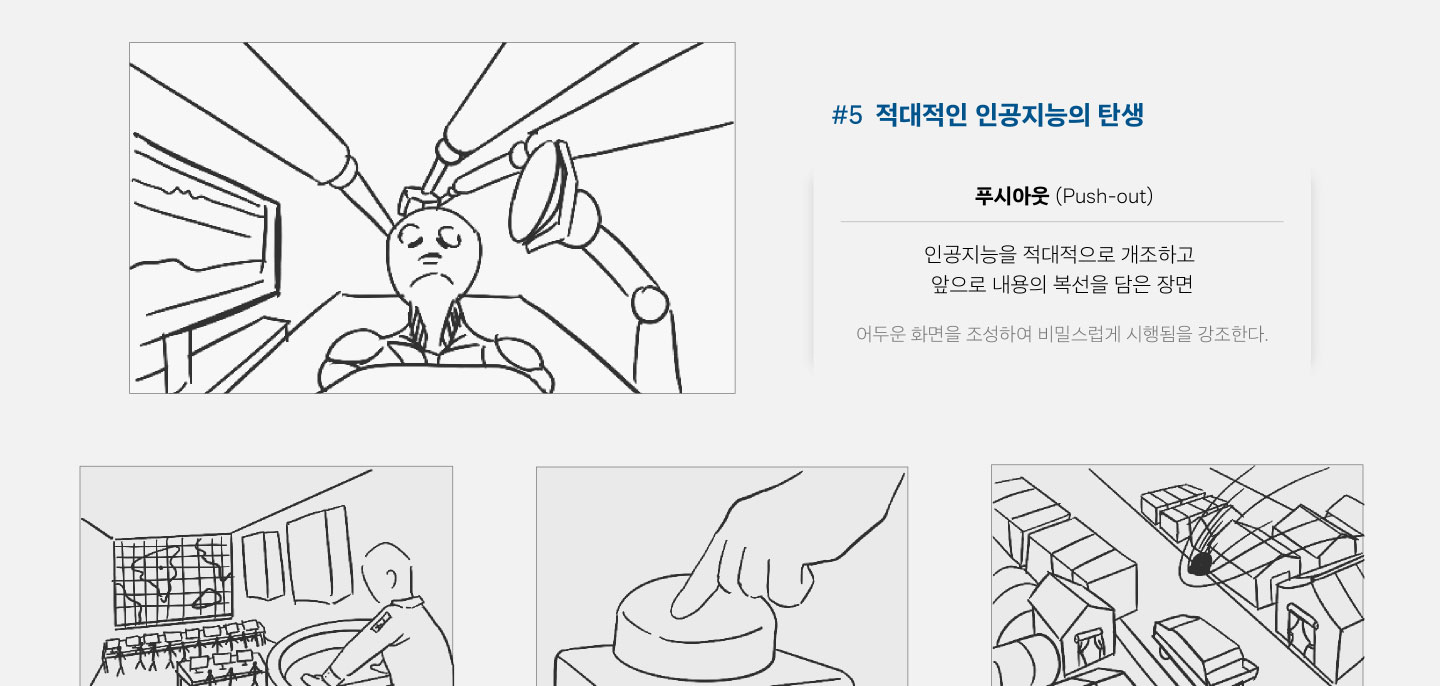 #5 적대적인 인공지능의 탄생
푸시아웃 (Push-out)
인공지능을 적대적으로 개조하고
앞으로 내용의 복선을 담은 장면
어두운 화면을 조성하여 비밀스럽게 시행됨을 강조한다.